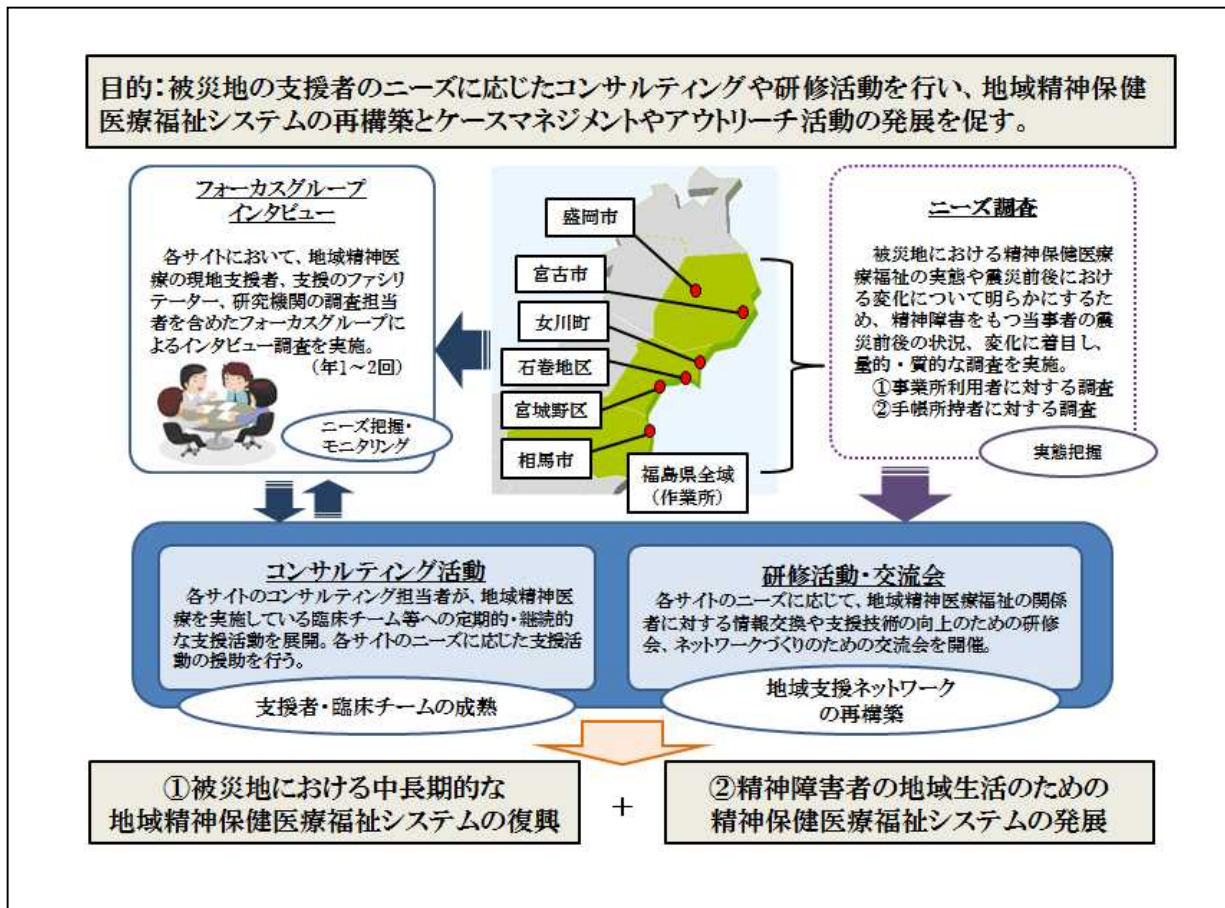 目的：被災地の支援者のニーズに応じたコンサルティングや研修活動を行い、地域精神保健
医療福祉システムの再構築とケースマネジメントやアウトリーチ活動の発展を促す。
フォーカスグループ
インタビュー
各サイトにおいて、地域精神医
療の現地支援者、支援のファシリ
テーター、研究機関の調査担当
者を含めたフォーカスグループに
よるインタビュー調査を実施。
（年1～2回）
ニーズ把握・
モニタリング
盛岡市
宮古市
女川町
石巻地区
宮城野区
相馬市
福島県全域
（作業所）
ニーズ調査
被災地における精神保健医療
療福祉の実態や震災前後におけ
る変化について明らかにするた
め、精神障害をもつ当事者の震
災前後の状況、変化に着目し、
量的・質的な調査を実施。
①事業所利用者に対する調査
②手帳所持者に対する調査
実態把握
コンサルティング活動
各サイトのコンサルティング担当者が、地域精神医
療を実施している臨床チーム等への定期的・継続的
な支援活動を展開。各サイトのニーズに応じた支援活
動の援助を行う。
支援者・臨床チームの成熟
研修活動・交流会
各サイトのニーズに応じて、地域精神医療福祉の関係
者に対する情報交換や支援技術の向上のための研修
会、ネットワークづくりのための交流会を開催。
地域支援ネットワーク
の再構築
①被災地における中長期的な
地域精神保健医療福祉システムの復興
＋
②精神障害者の地域生活のための
精神保健医療福祉システムの発展